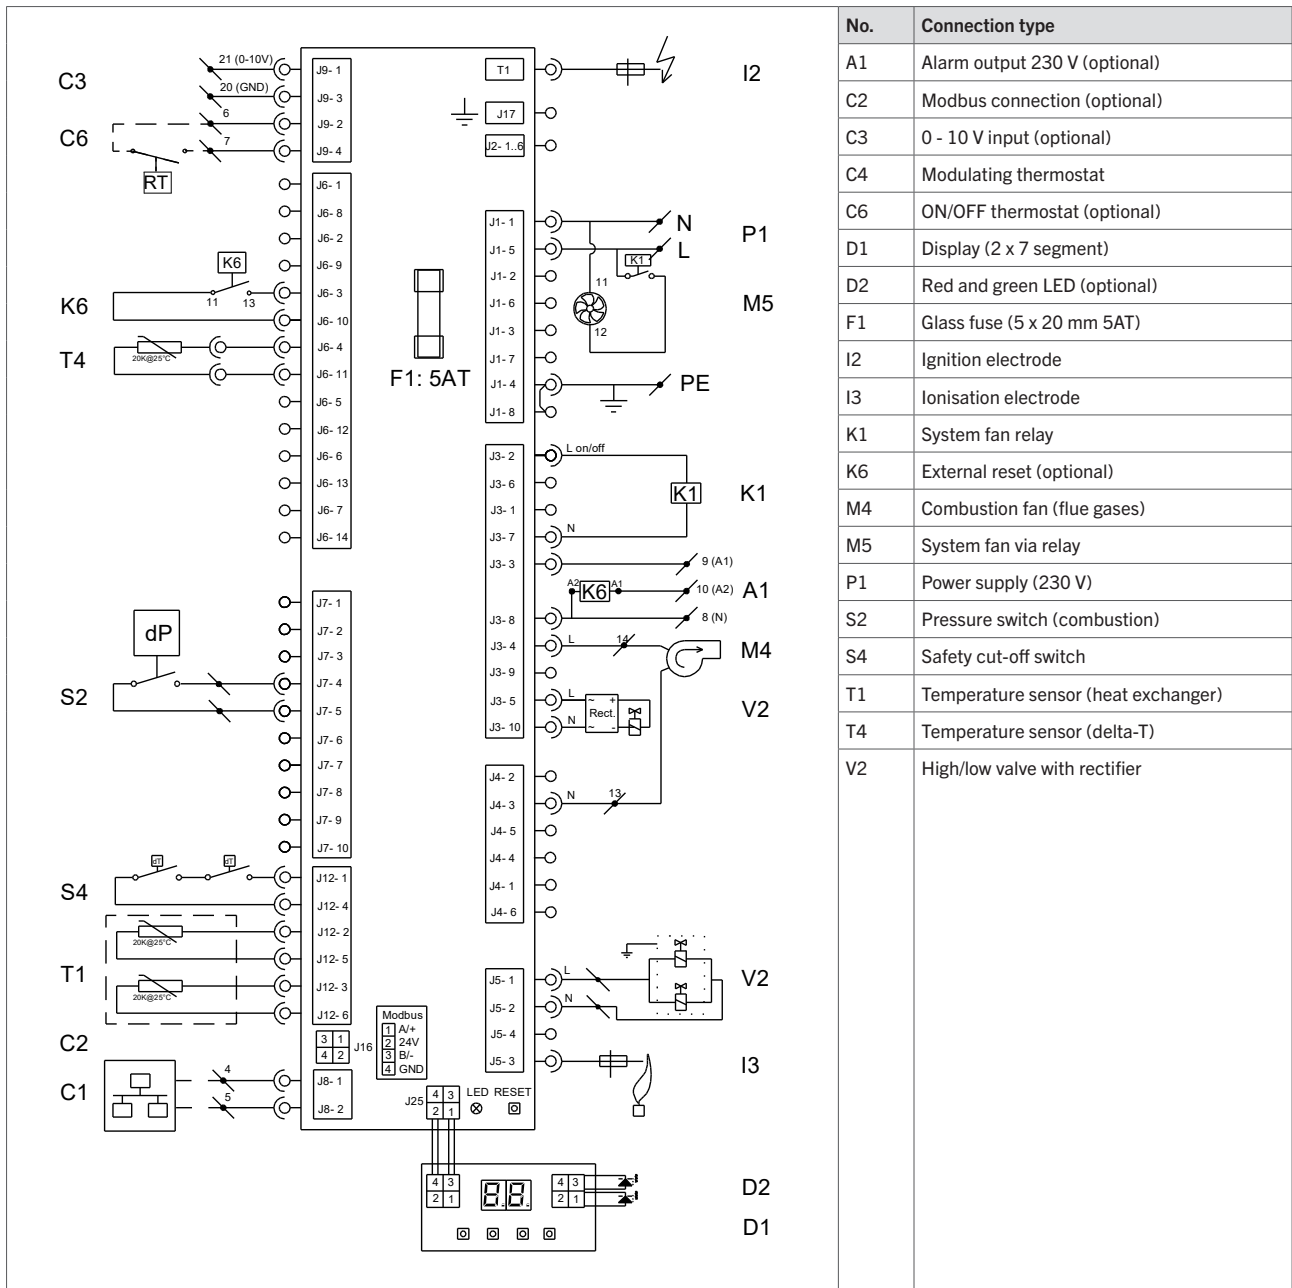 C3
21 (0-10V)
J9- 1
20 (GND)
J9- 3
C6
6
J9- 2
7
J9- 4
RT
J6- 1
J6- 8
J6- 2
J6- 9
K6
K6
11 13
J6- 3
J6- 10
T4
20K@25°C
J6- 4
J6- 11
J6- 5
J6- 12
J6- 6
J6- 13
J6- 7
J6- 14
J7- 1
J7- 2
J7- 3
dP
S2
J7- 4
J7- 5
J7- 6
J7- 7
J7- 8
J7- 9
J7- 10
S4
dT dT
J12- 1
J12- 4
T1
20K@25°C
J12- 2
J12- 5
20K@25°C
J12- 3
J12- 6
C2
3 1
4 2
J16
Modbus
1 A/+
2 24V
3 B/-
4 GND
C1
4
J8- 1
5
J8- 2
J25
4 3
2 1
LED RESET
F1: 5AT
T1
I2
J17
J2- 1..6
J1- 1
N
P1
J1- 5
L
K1
J1- 2
11
J1- 6
M5
J1- 3
12
J1- 7
J1- 4
PE
J1- 8
J3- 2
L on/off
J3- 6
K1
K1
J3- 1
J3- 7
N
J3- 3
9 (A1)
A2 K6 A1
10 (A2)
A1
J3- 8
8 (N)
J3- 4
L
14
M4
J3- 9
J3- 5
L
~ +
Rect.
~ -
V2
J3- 10
N
J4- 2
J4- 3
N
13
J4- 5
J4- 4
J4- 1
J4- 6
J5- 1
L
V2
J5- 2
N
J5- 4
J5- 3
I3
4 3
2 1
8.8.
4 3
2 1
D2
D1
No. Connection type
A1 Alarm output 230 V (optional)
C2 Modbus connection (optional)
C3 0 - 10 V input (optional)
C4 Modulating thermostat
C6 ON/OFF thermostat (optional)
D1 Display (2 x 7 segment)
D2 Red and green LED (optional)
F1 Glass fuse (5 x 20 mm 5AT)
I2 Ignition electrode
I3 Ionisation electrode
K1 System fan relay
K6 External reset (optional)
M4 Combustion fan (flue gases)
M5 System fan via relay
P1 Power supply (230 V)
S2 Pressure switch (combustion)
S4 Safety cut-off switch
T1 Temperature sensor (heat exchanger)
T4 Temperature sensor (delta-T)
V2 High/low valve with rectifier